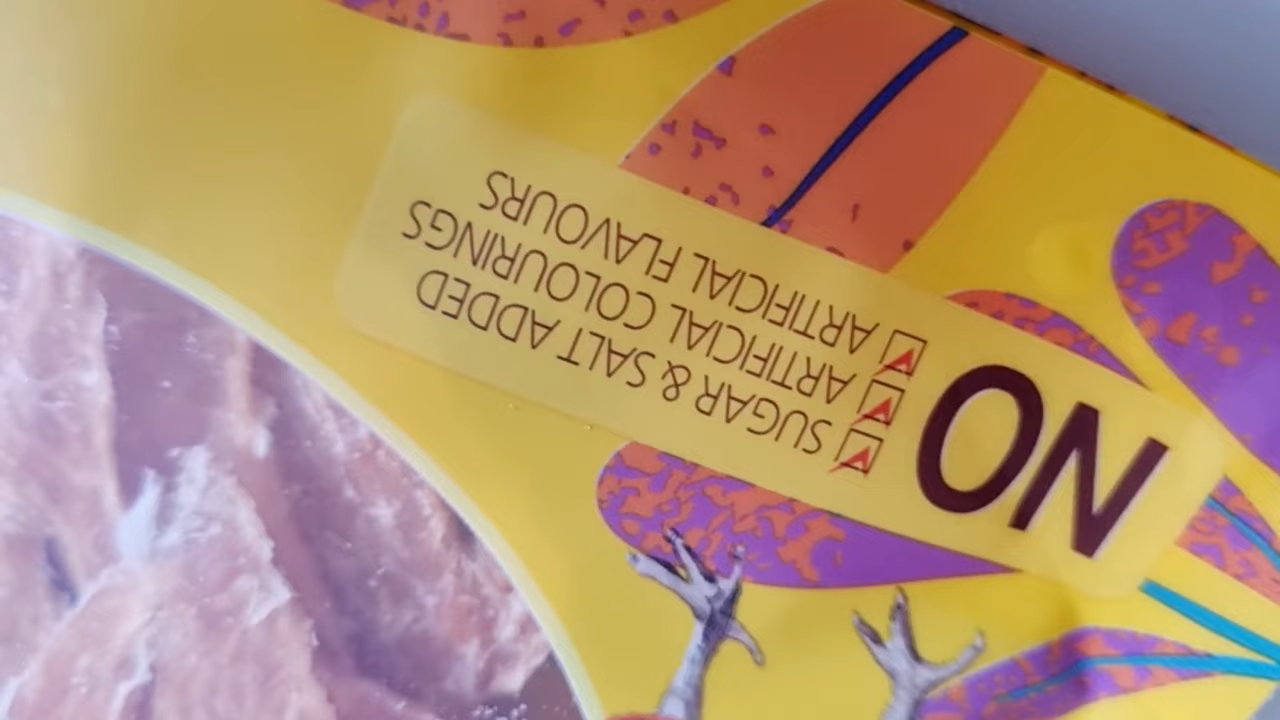 NO
SUGAR & SALT ADDED
ARTIFICIAL COLOURINGS
ARTIFICIAL FLAVOURS